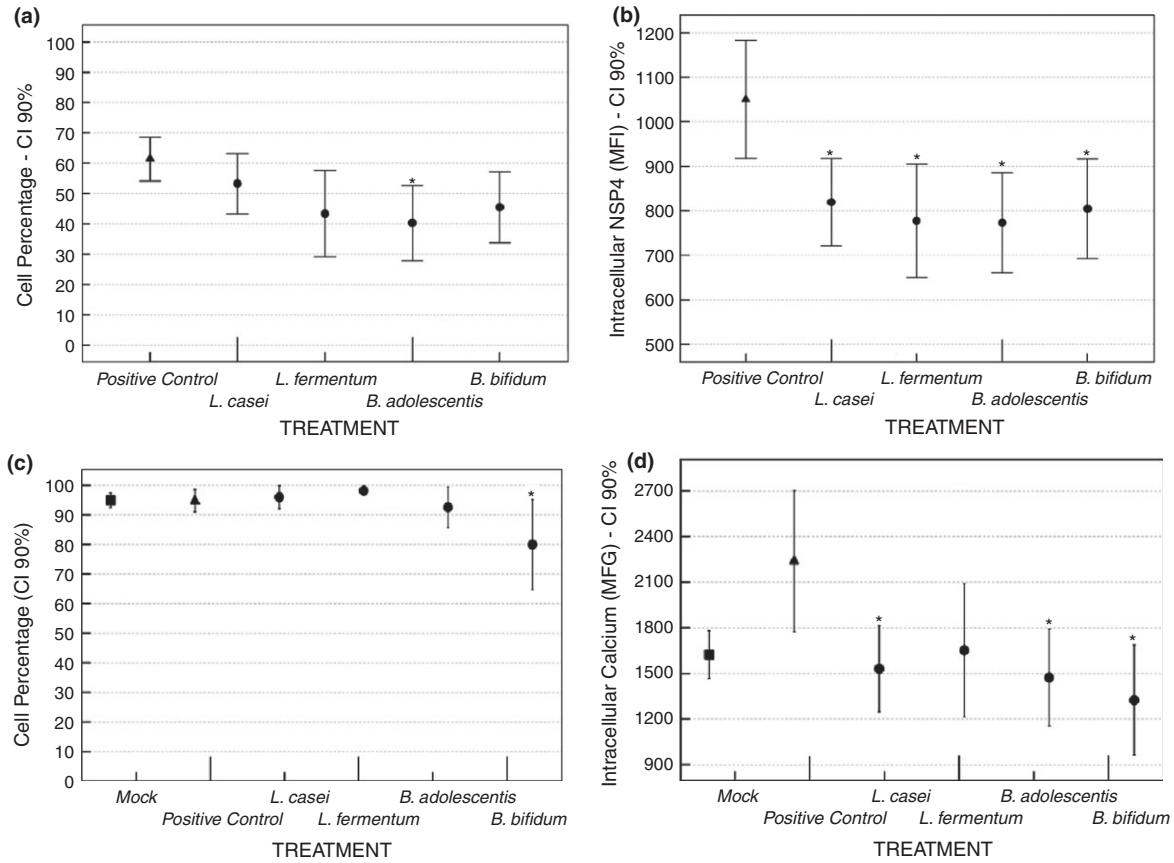 (a)
Cell Percentage - CI 90%
100
90
80
70
60
50
40
30
20
10
0
*
Positive Control
L. fermentum
B. bifidum
L. casei
B. adolescentis
TREATMENT
(b)
Intracellular NSP4 (MFI) - CI 90%
1200
1100
1000
900
800
700
600
500
* * * *
Positive Control
L. fermentum
B. bifidum
L. casei
B. adolescentis
TREATMENT
(c)
Cell Percentage (CI 90%)
100
90
80
70
60
50
40
30
20
10
0
*
Mock
L. casei
B. adolescentis
Positive Control
L. fermentum
B. bifidum
TREATMENT
(d)
Intracellular Calcium (MFG) - CI 90%
2700
2400
2100
1800
1500
1200
900
* * *
Mock
L. casei
B. adolescentis
Positive Control
L. fermentum
B. bifidum
TREATMENT